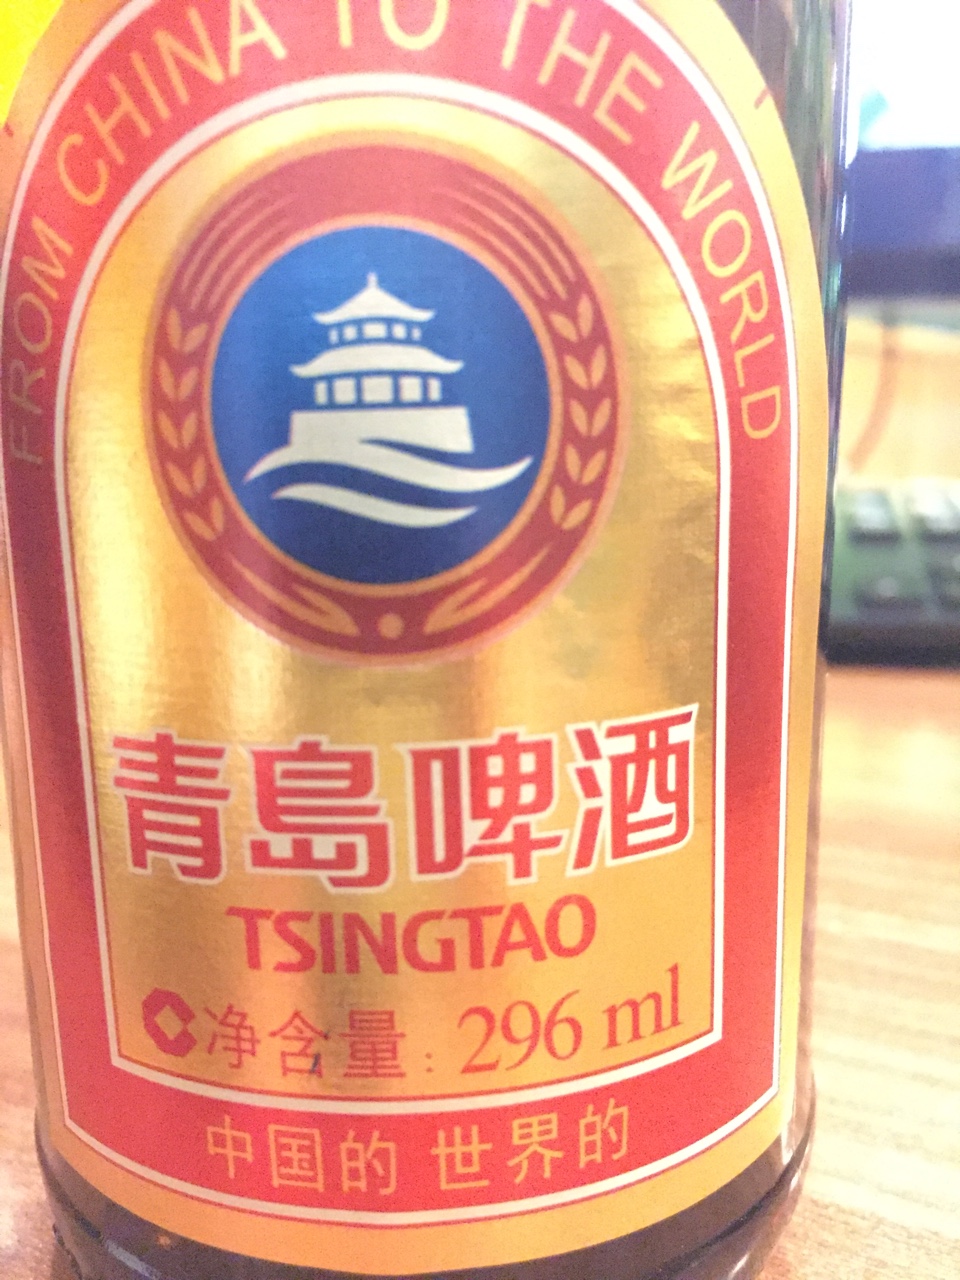 FROM CHINA TO THE WORLD
青島啤酒
TSINGTAO
净含量: 296 ml
中国的 世界的